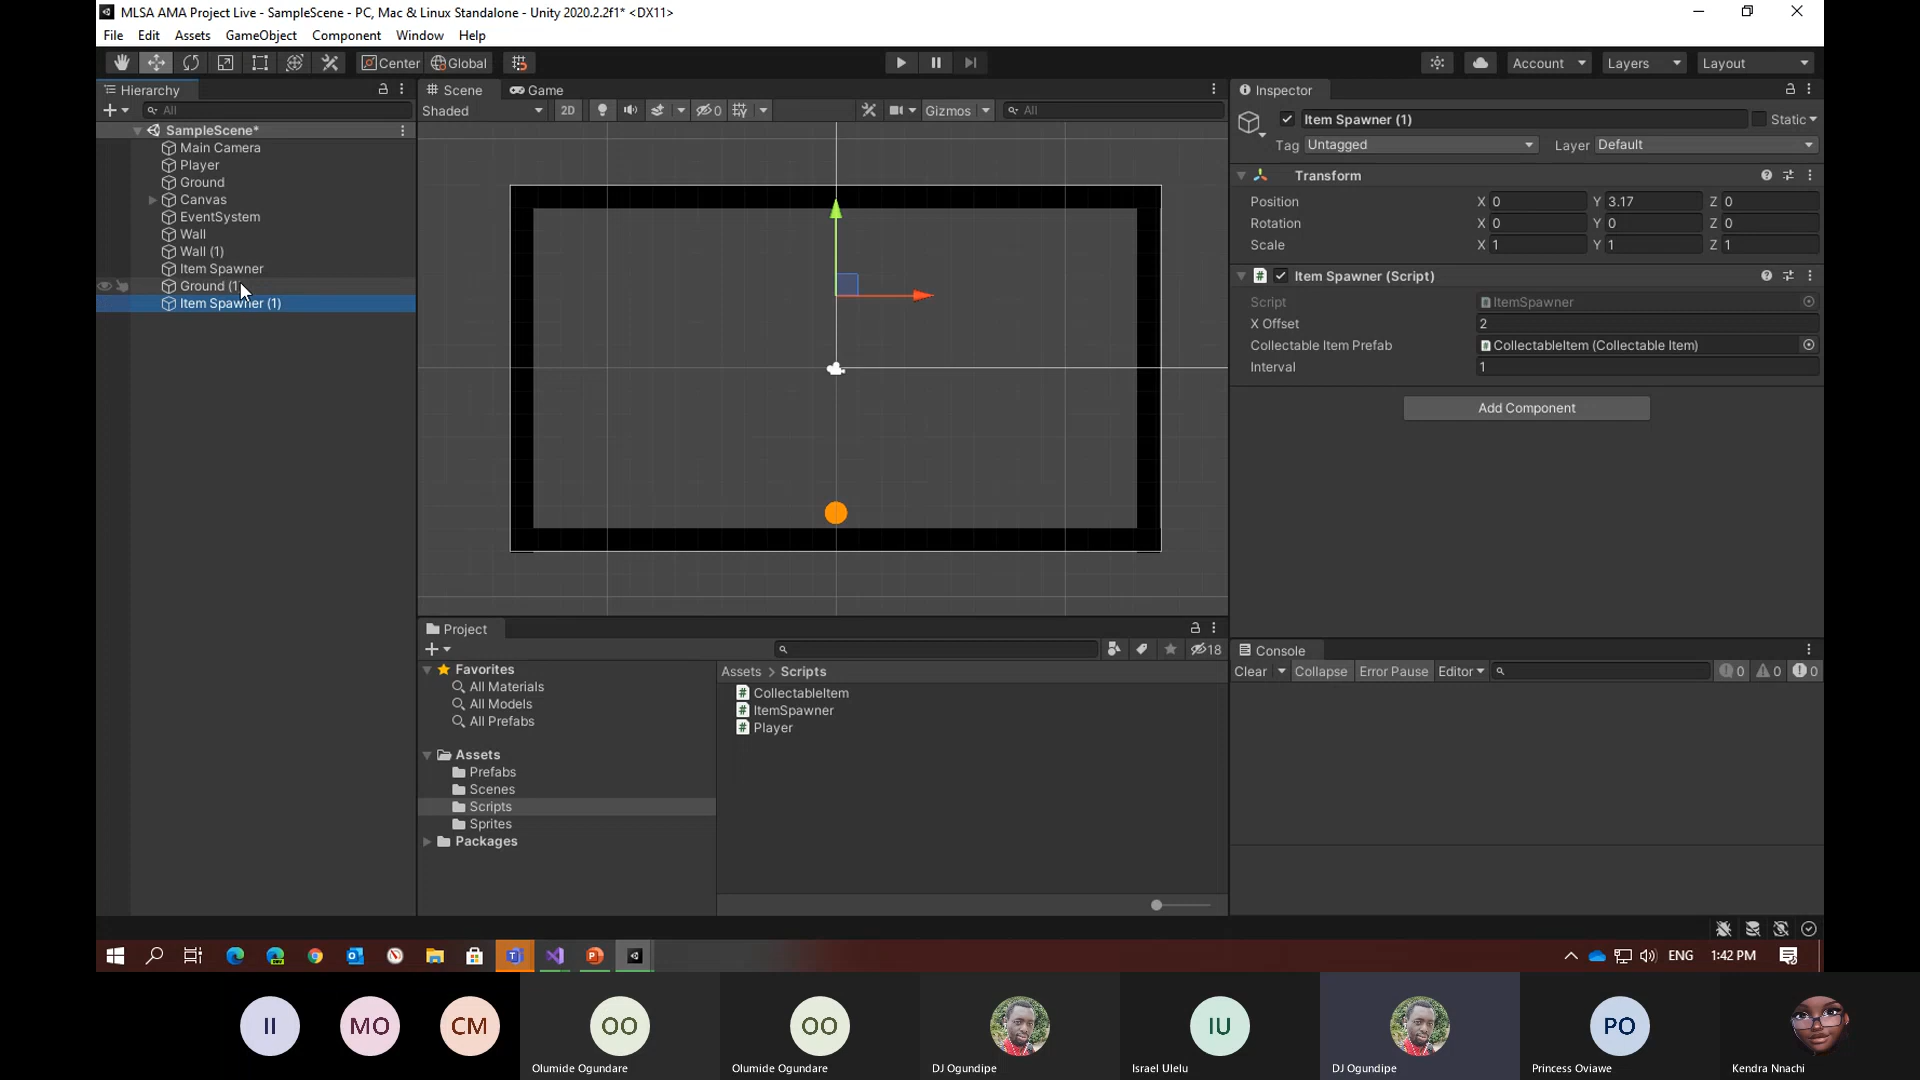 MLSA AMA Project Live - SampleScene - PC, Mac & Linux Standalone - Unity 2020.2.2f1* <DX11>
File Edit Assets GameObject Component Window Help
Center Global Account Layers Layout
Hierarchy
All
SampleScene*
Main Camera
Player
Ground
Canvas
EventSystem
Wall
Wall (1)
Item Spawner
Ground (1
Item Spawner (1)
Scene Game
Shaded 2D 0 Gizmos All
Inspector
Item Spawner (1) Static
Tag Untagged Layer Default
Transform
Position X 0 Y 3.17 Z 0
Rotation X 0 Y 0 Z 0
Scale X 1 Y 1 Z 1
# Item Spawner (Script)
Script ItemSpawner
X Offset 2
Collectable Item Prefab CollectableItem (Collectable Item)
Interval 1
Add Component
Project
18
Favorites
All Materials
All Models
All Prefabs
Assets
Prefabs
Scenes
Scripts
Sprites
Packages
Assets > Scripts
# CollectableItem
# ItemSpawner
# Player
Console
Clear Collapse Error Pause Editor 0 0 0
ENG 1:42 PM
II MO CM OO OO IU PO
Olumide Ogundare Olumide Ogundare DJ Ogundipe Israel Ulelu DJ Ogundipe Princess Oviawe Kendra Nnachi